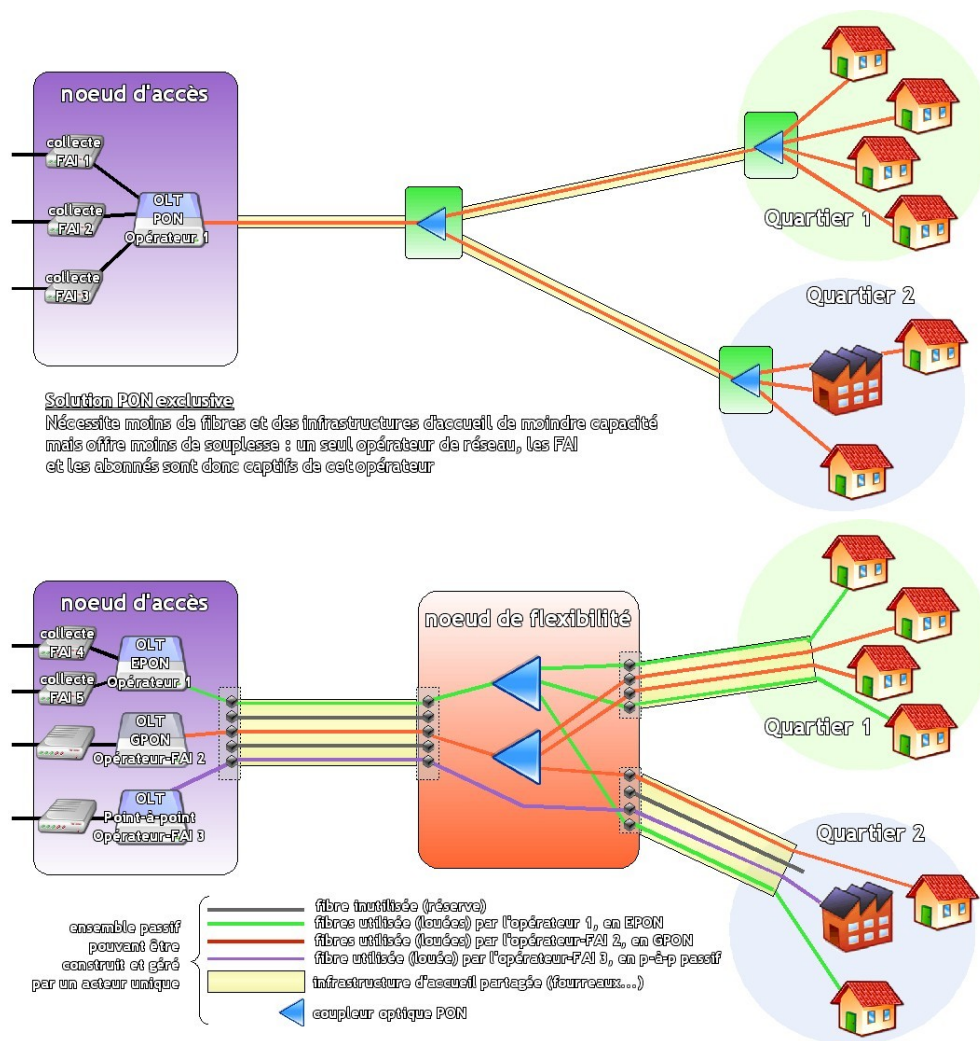 noeud d'accès
collecte
FAI 1
collecte
FAI 2
collecte
FAI 3
OLT
PON
Opérateur 1
Quartier 1
Quartier 2
Solution PON exclusive
Nécessite moins de fibres et des infrastructures d'accueil de moindre capacité
mais offre moins de souplesse : un seul opérateur de réseau, les FAI
et les abonnés sont donc captifs de cet opérateur
noeud d'accès
collecte
FAI 4
collecte
FAI 5
OLT
EPON
Opérateur 1
OLT
GPON
Opérateur-FAI 2
OLT
Point-à-point
Opérateur-FAI 3
noeud de flexibilité
Quartier 1
Quartier 2
ensemble passif
pouvant être
construit et géré
par un acteur unique
fibre inutilisée (réserve)
fibres utilisée (louées) par l'opérateur 1, en EPON
fibres utilisée (louées) par l'opérateur-FAI 2, en GPON
fibre utilisée (louée) par l'opérateur-FAI 3, en p-à-p passif
infrastructure d'accueil partagée (fourreaux...)
coupleur optique PON